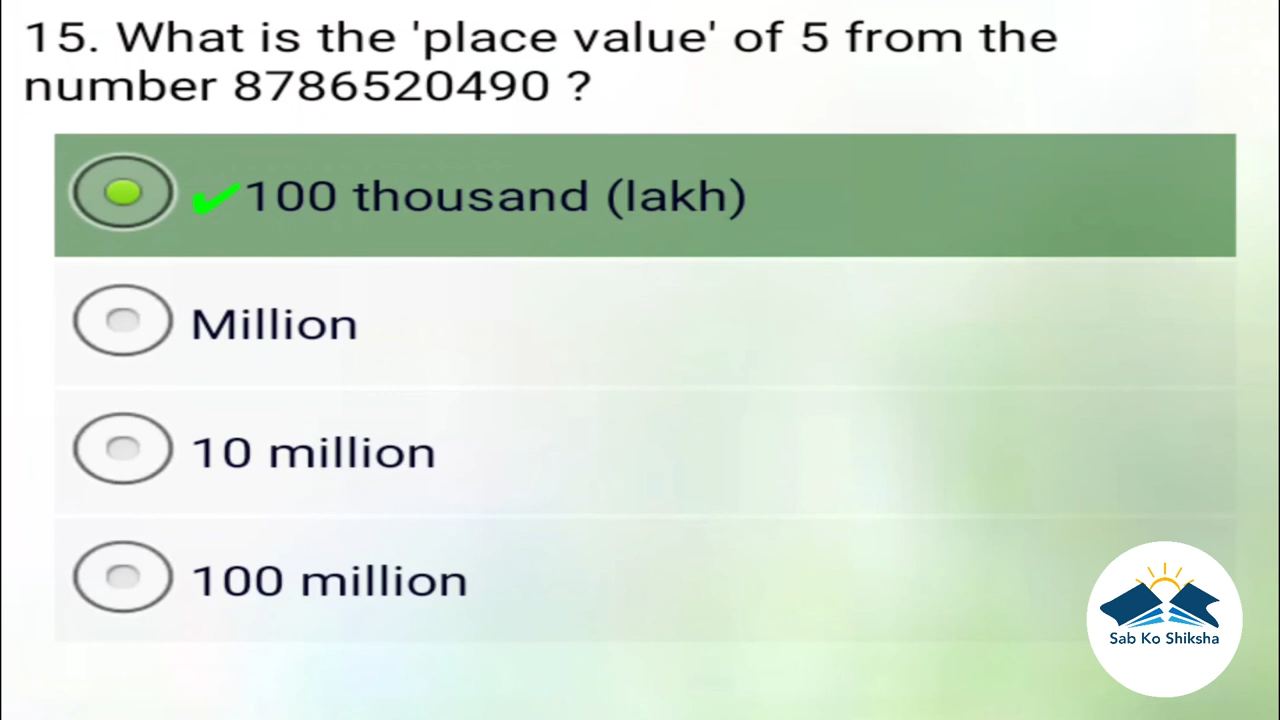 15. What is the 'place value' of 5 from the
number 8786520490 ?
✔100 thousand (lakh)
Million
10 million
100 million
Sab Ko Shiksha